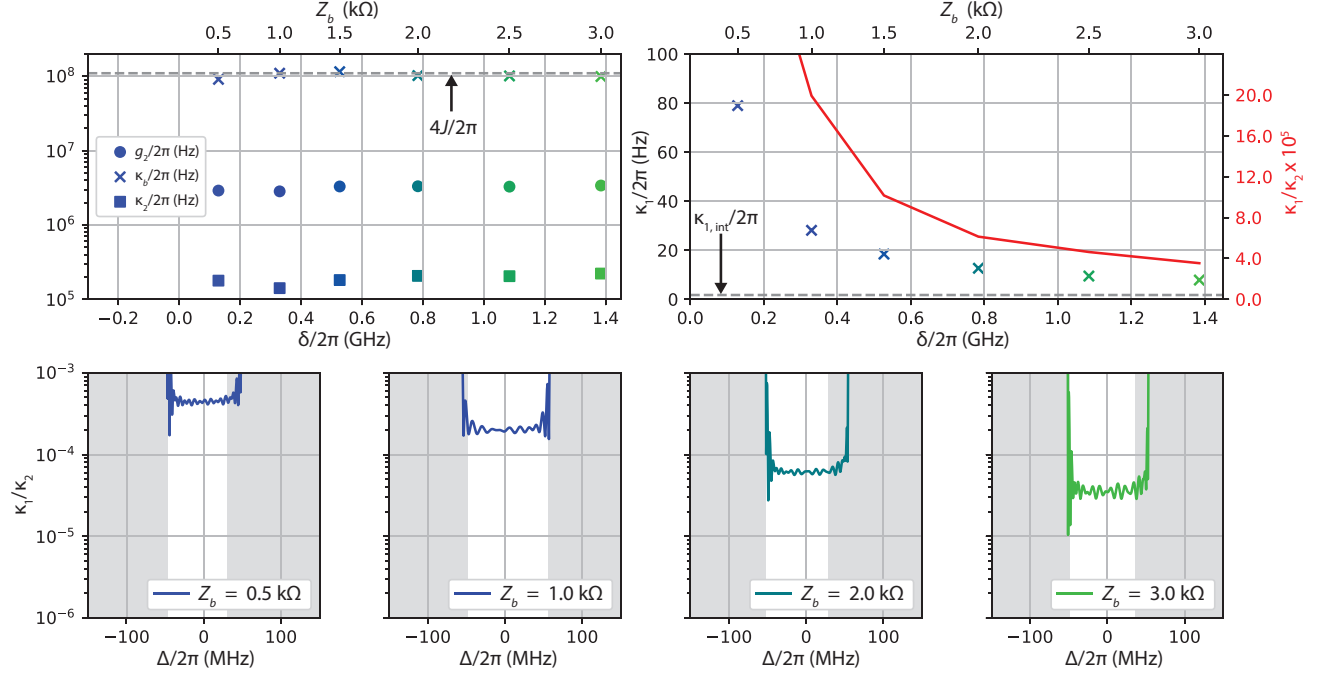 Z_b (kΩ)
0.5 1.0 1.5 2.0 2.5 3.0
10^8
10^7
10^6
10^5
4J/2π
g_2/2π (Hz)
κ_b/2π (Hz)
κ_2/2π (Hz)
−0.2 0.0 0.2 0.4 0.6 0.8 1.0 1.2 1.4
δ/2π (GHz)
Z_b (kΩ)
0.5 1.0 1.5 2.0 2.5 3.0
κ_1/2π (Hz)
100
80
60
40
20
0
κ_{1, int}/2π
20.0
16.0
12.0
8.0
4.0
0.0
κ_1/κ_2 x 10^5
0.0 0.2 0.4 0.6 0.8 1.0 1.2 1.4
δ/2π (GHz)
κ_1/κ_2
10^−3
10^−4
10^−5
10^−6
Z_b = 0.5 kΩ
−100 0 100
Δ/2π (MHz)
Z_b = 1.0 kΩ
−100 0 100
Δ/2π (MHz)
Z_b = 2.0 kΩ
−100 0 100
Δ/2π (MHz)
Z_b = 3.0 kΩ
−100 0 100
Δ/2π (MHz)